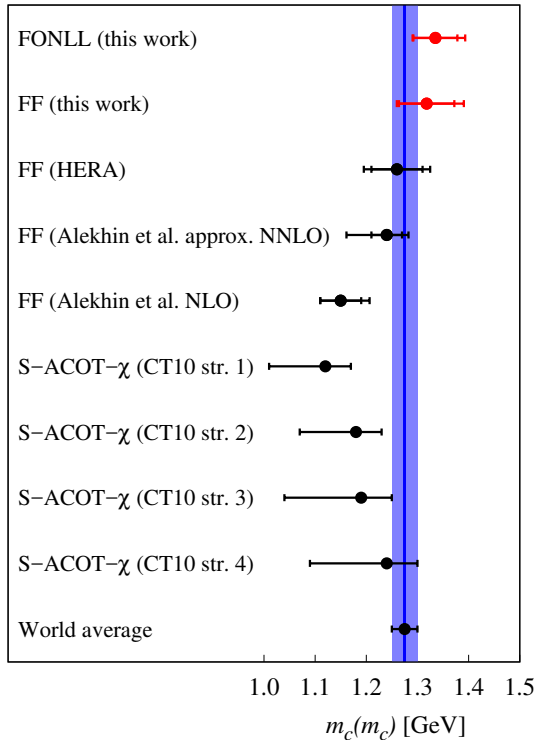 FONLL (this work)
FF (this work)
FF (HERA)
FF (Alekhin et al. approx. NNLO)
FF (Alekhin et al. NLO)
S−ACOT−χ (CT10 str. 1)
S−ACOT−χ (CT10 str. 2)
S−ACOT−χ (CT10 str. 3)
S−ACOT−χ (CT10 str. 4)
World average
1.0 1.1 1.2 1.3 1.4 1.5
m_c(m_c) [GeV]